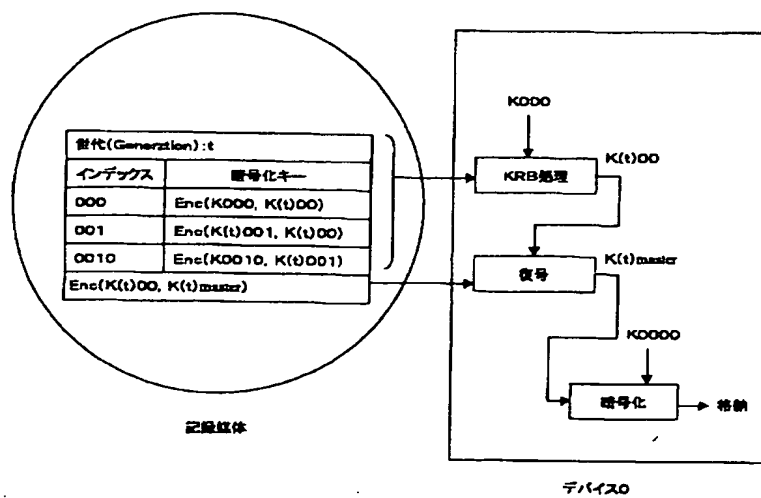 世代(Generation):t
インデックス 暗号化キー
000 Enc(K000, K(t)00)
001 Enc(K(t)001, K(t)00)
0010 Enc(K0010, K(t)001)
Enc(K(t)00, K(t)master)
記録媒体
K000
KRB処理
K(t)00
復号
K(t)master
K0000
暗号化
格納
デバイス0